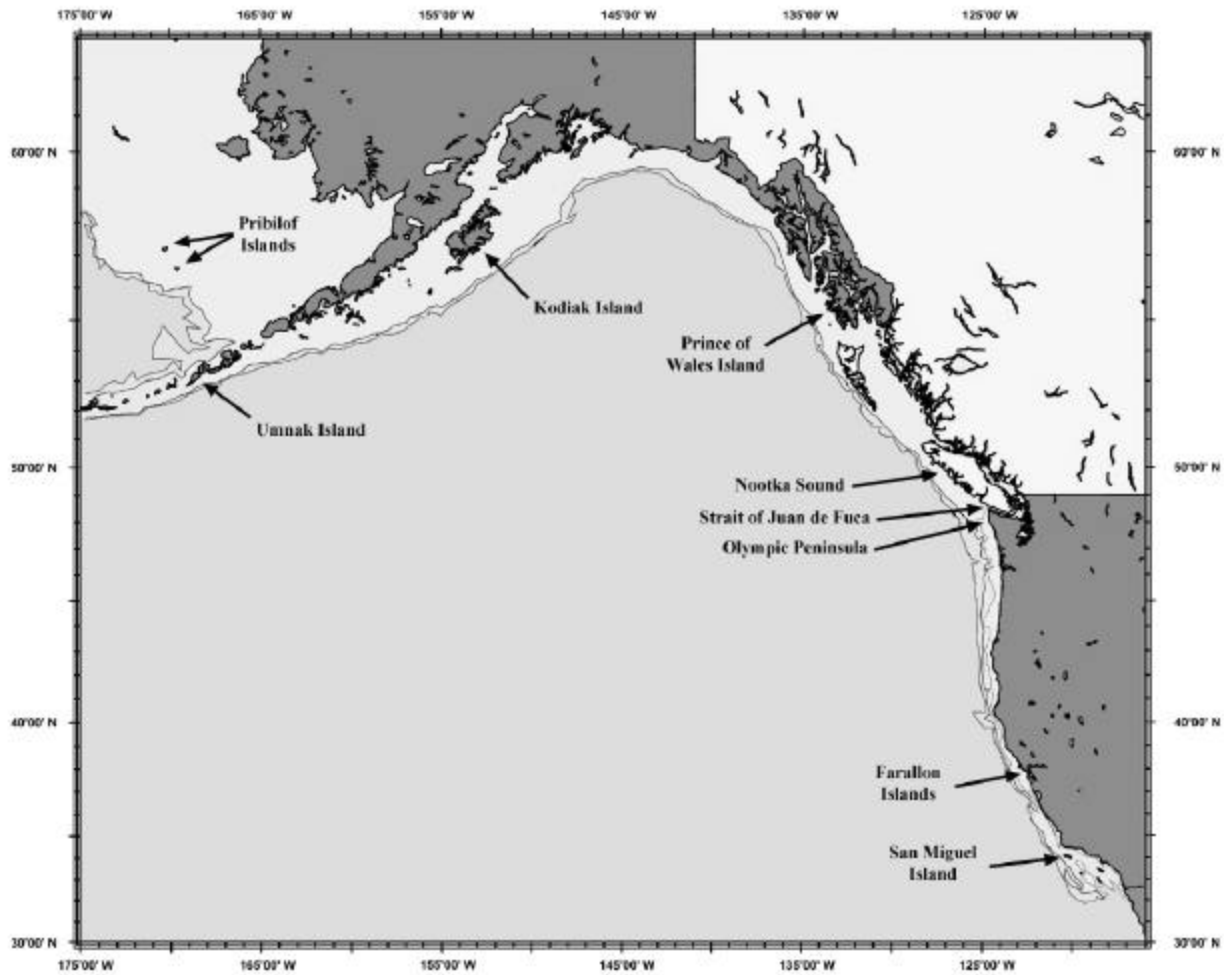 175°00' W 165°00' W 155°00' W 145°00' W 135°00' W 125°00' W
60°00' N 60°00' N
Pribilof
Islands
Kodiak Island
Prince of
Wales Island
Umnak Island
50°00' N 50°00' N
Nootka Sound
Strait of Juan de Fuca
Olympic Peninsula
40°00' N 40°00' N
Farallon
Islands
San Miguel
Island
30°00' N 30°00' N
175°00' W 165°00' W 155°00' W 145°00' W 135°00' W 125°00' W